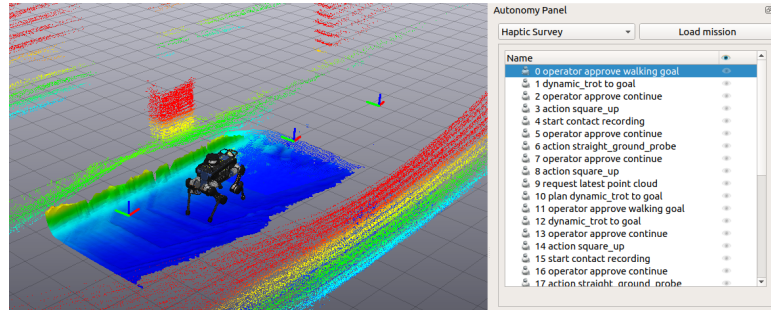 Autonomy Panel
Haptic Survey
Load mission
Name
0 operator approve walking goal
1 dynamic_trot to goal
2 operator approve continue
3 action square_up
4 start contact recording
5 operator approve continue
6 action straight_ground_probe
7 operator approve continue
8 action square_up
9 request latest point cloud
10 plan dynamic_trot to goal
11 operator approve walking goal
12 dynamic_trot to goal
13 operator approve continue
14 action square_up
15 start contact recording
16 operator approve continue
17 action straight_ground_probe